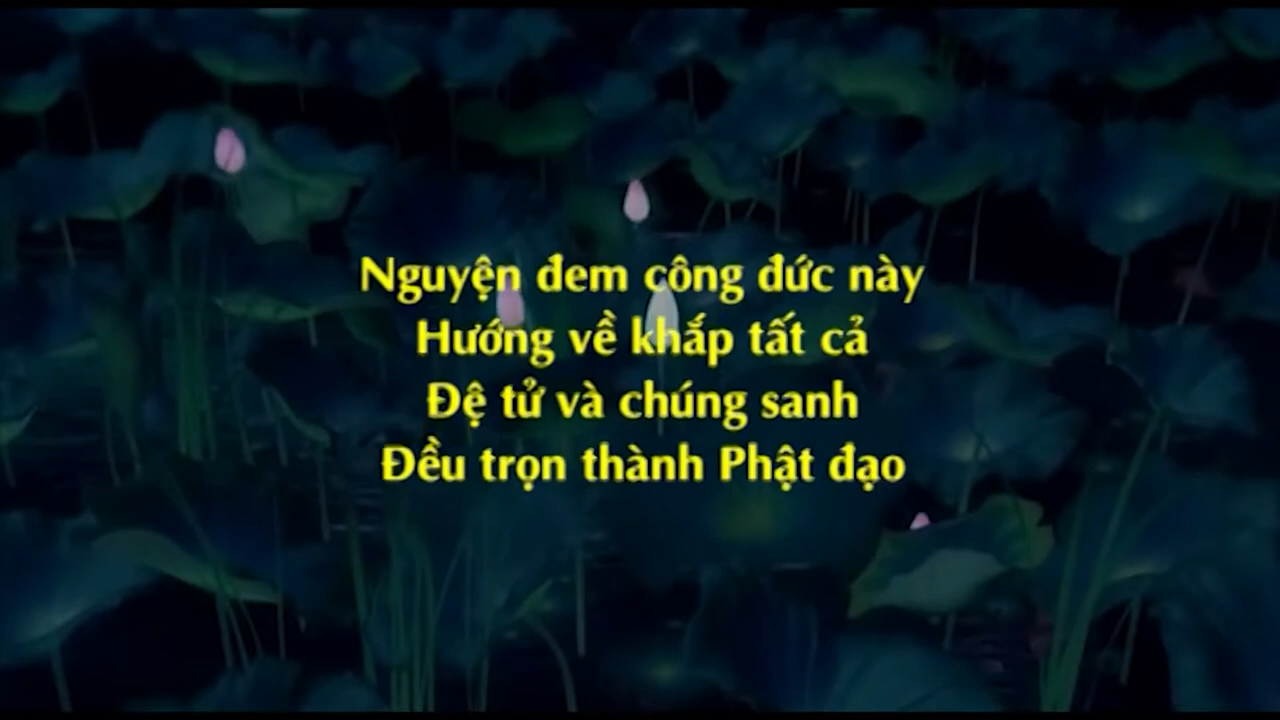 Nguyện đem công đức này
Hướng về khắp tất cả
Đệ tử và chúng sanh
Đều trọn thành Phật đạo